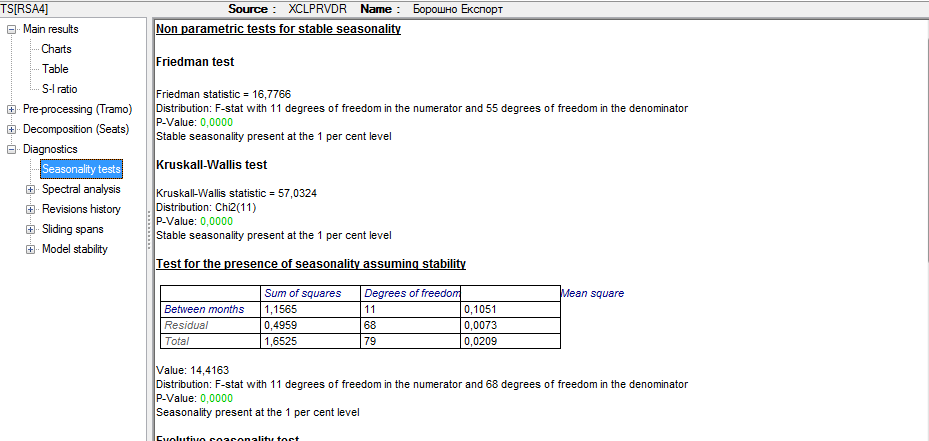 TS[RSA4] Source : XCLPRVDR Name : Борошно Експорт
Main results
Charts
Table
S-I ratio
Pre-processing (Tramo)
Decomposition (Seats)
Diagnostics
Seasonality tests
Spectral analysis
Revisions history
Sliding spans
Model stability
Non parametric tests for stable seasonality
Friedman test
Friedman statistic = 16,7766
Distribution: F-stat with 11 degrees of freedom in the numerator and 55 degrees of freedom in the denominator
P-Value: 0,0000
Stable seasonality present at the 1 per cent level
Kruskall-Wallis test
Kruskall-Wallis statistic = 57,0324
Distribution: Chi2(11)
P-Value: 0,0000
Stable seasonality present at the 1 per cent level
Test for the presence of seasonality assuming stability
Sum of squares Degrees of freedom Mean square
Between months 1,1565 11 0,1051
Residual 0,4959 68 0,0073
Total 1,6525 79 0,0209
Value: 14,4163
Distribution: F-stat with 11 degrees of freedom in the numerator and 68 degrees of freedom in the denominator
P-Value: 0,0000
Seasonality present at the 1 per cent level
Evolutive seasonality test